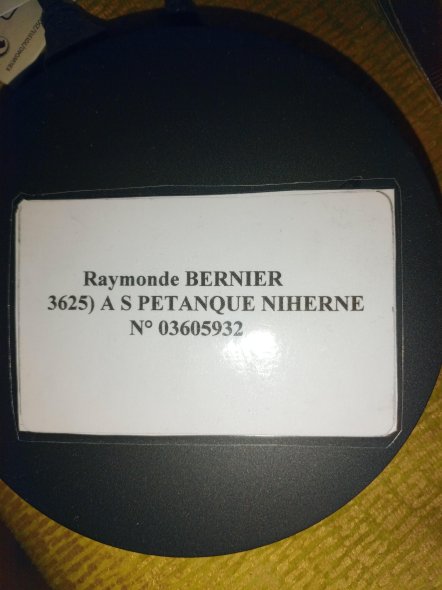 Raymonde BERNIER
3625) A S PETANQUE NIHERNE
N° 03605932